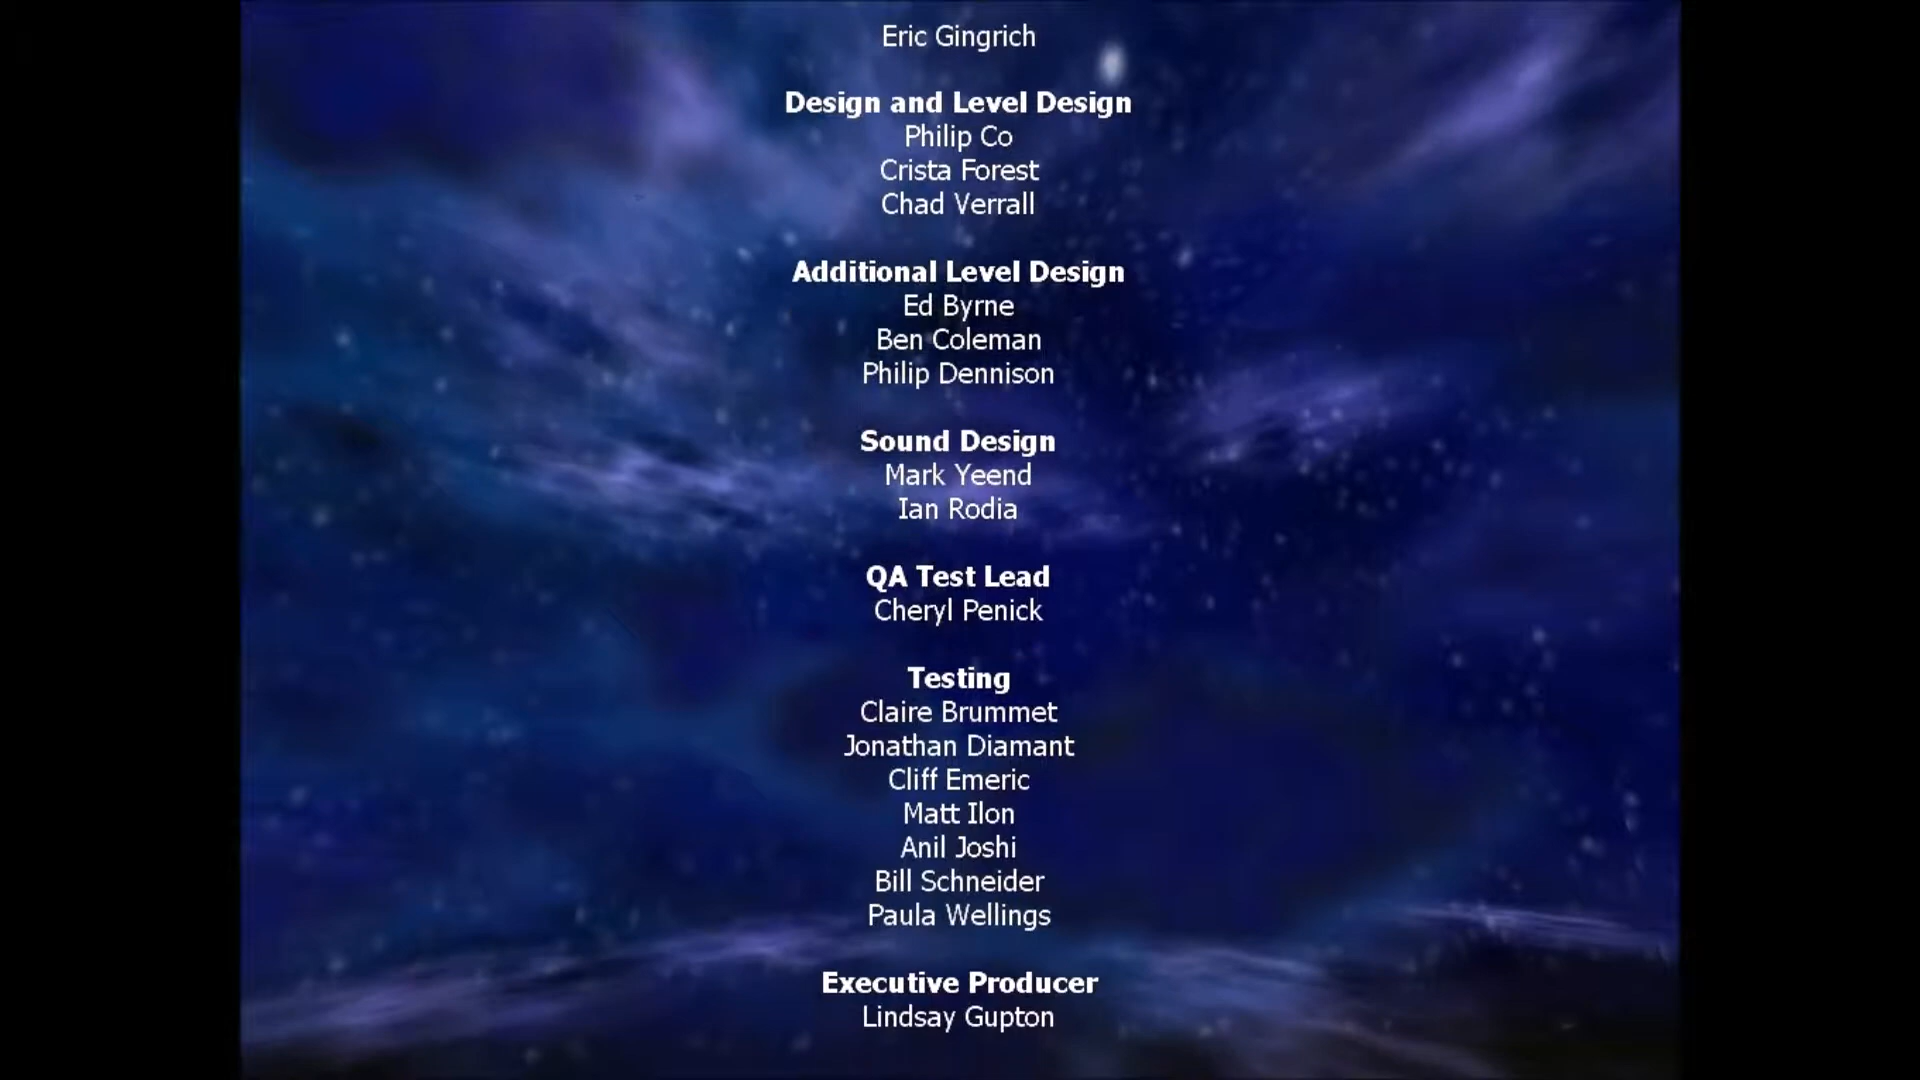 Eric Gingrich
Design and Level Design
Philip Co
Crista Forest
Chad Verrall
Additional Level Design
Ed Byrne
Ben Coleman
Philip Dennison
Sound Design
Mark Yeend
Ian Rodia
QA Test Lead
Cheryl Penick
Testing
Claire Brummet
Jonathan Diamant
Cliff Emeric
Matt Ilon
Anil Joshi
Bill Schneider
Paula Wellings
Executive Producer
Lindsay Gupton